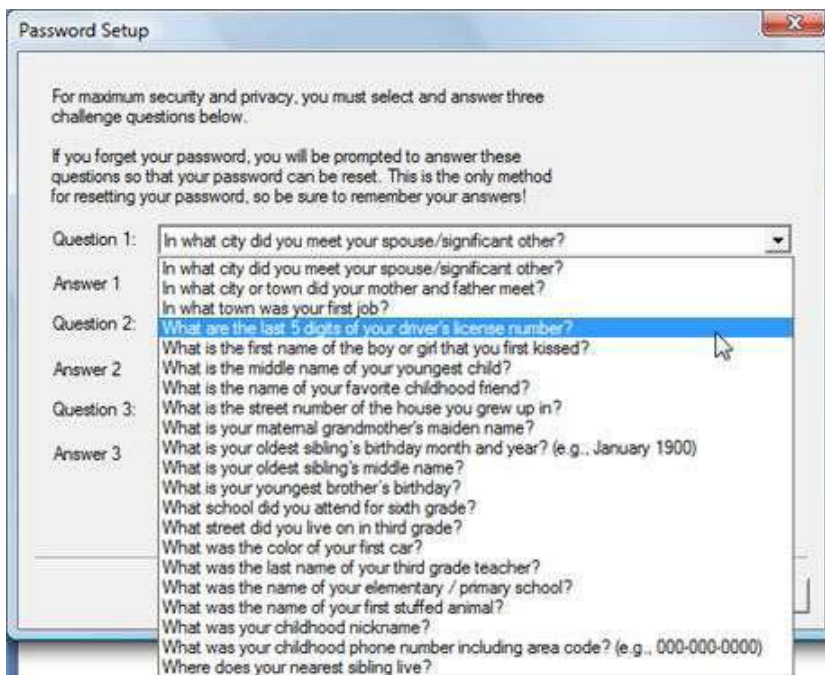 Password Setup
For maximum security and privacy, you must select and answer three
challenge questions below.
If you forget your password, you will be prompted to answer these
questions so that your password can be reset. This is the only method
for resetting your password, so be sure to remember your answers!
Question 1:
In what city did you meet your spouse/significant other?
In what city did you meet your spouse/significant other?
Answer 1
In what city or town did your mother and father meet?
In what town was your first job?
Question 2:
What are the last 5 digits of your driver's license number?
What is the first name of the boy or girl that you first kissed?
Answer 2
What is the middle name of your youngest child?
What is the name of your favorite childhood friend?
Question 3:
What is the street number of the house you grew up in?
What is your maternal grandmother's maiden name?
Answer 3
What is your oldest sibling's birthday month and year? (e.g., January 1900)
What is your oldest sibling's middle name?
What is your youngest brother's birthday?
What school did you attend for sixth grade?
What street did you live on in third grade?
What was the color of your first car?
What was the last name of your third grade teacher?
What was the name of your elementary / primary school?
What was the name of your first stuffed animal?
What was your childhood nickname?
What was your childhood phone number including area code? (e.g., 000-000-0000)
Where does your nearest sibling live?